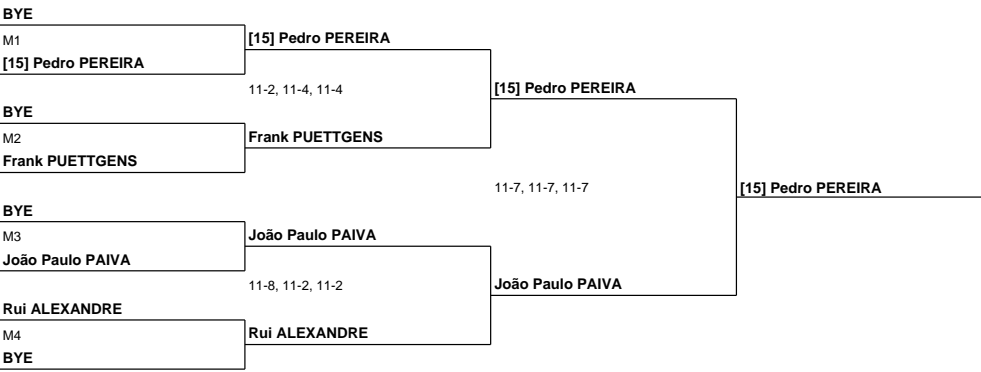 BYE
M1
[15] Pedro PEREIRA
[15] Pedro PEREIRA
11-2, 11-4, 11-4
[15] Pedro PEREIRA
BYE
M2
Frank PUETTGENS
Frank PUETTGENS
11-7, 11-7, 11-7
[15] Pedro PEREIRA
BYE
M3
João Paulo PAIVA
João Paulo PAIVA
11-8, 11-2, 11-2
João Paulo PAIVA
Rui ALEXANDRE
M4
BYE
Rui ALEXANDRE